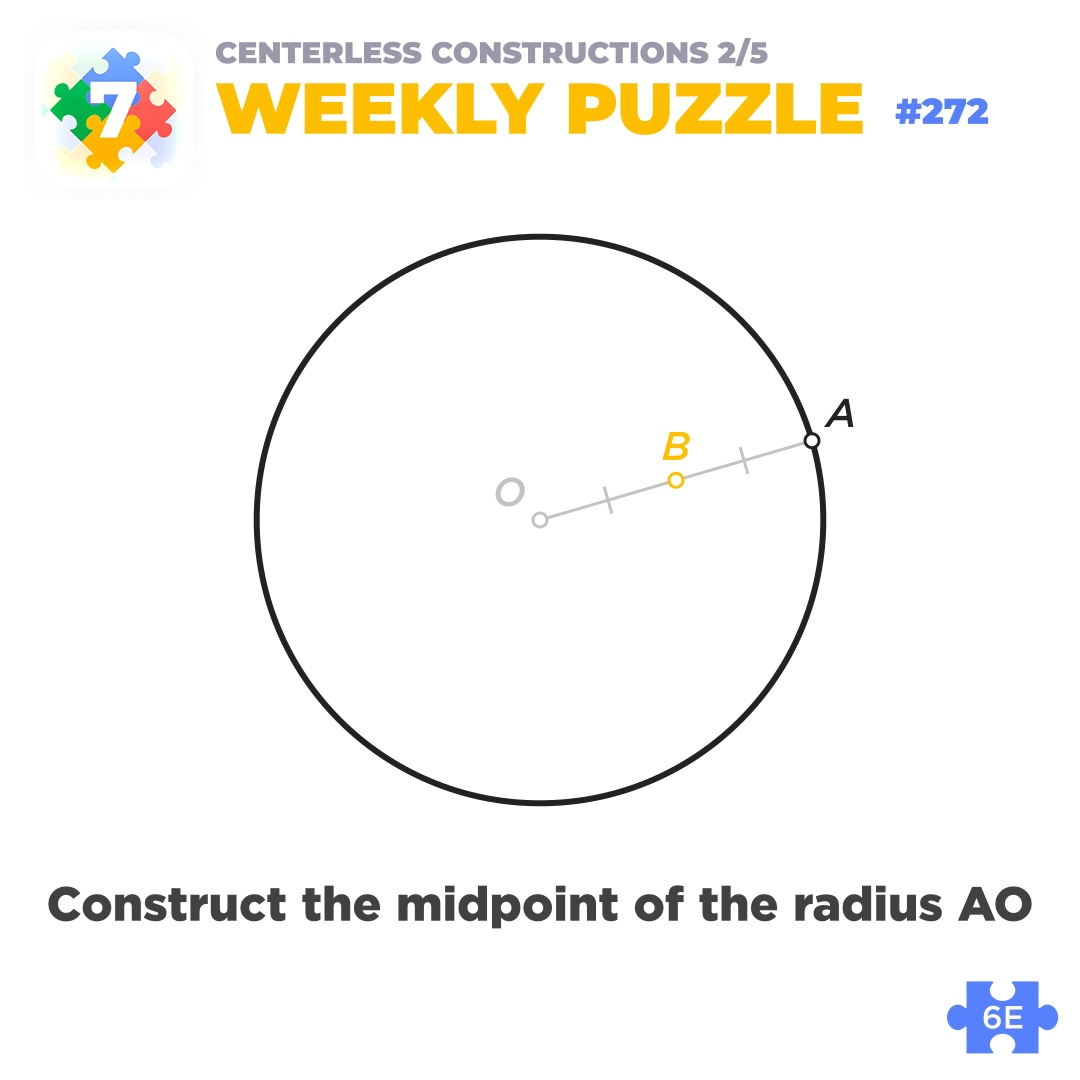 7
CENTERLESS CONSTRUCTIONS 2/5
WEEKLY PUZZLE #272
A
B
O
Construct the midpoint of the radius AO
6E